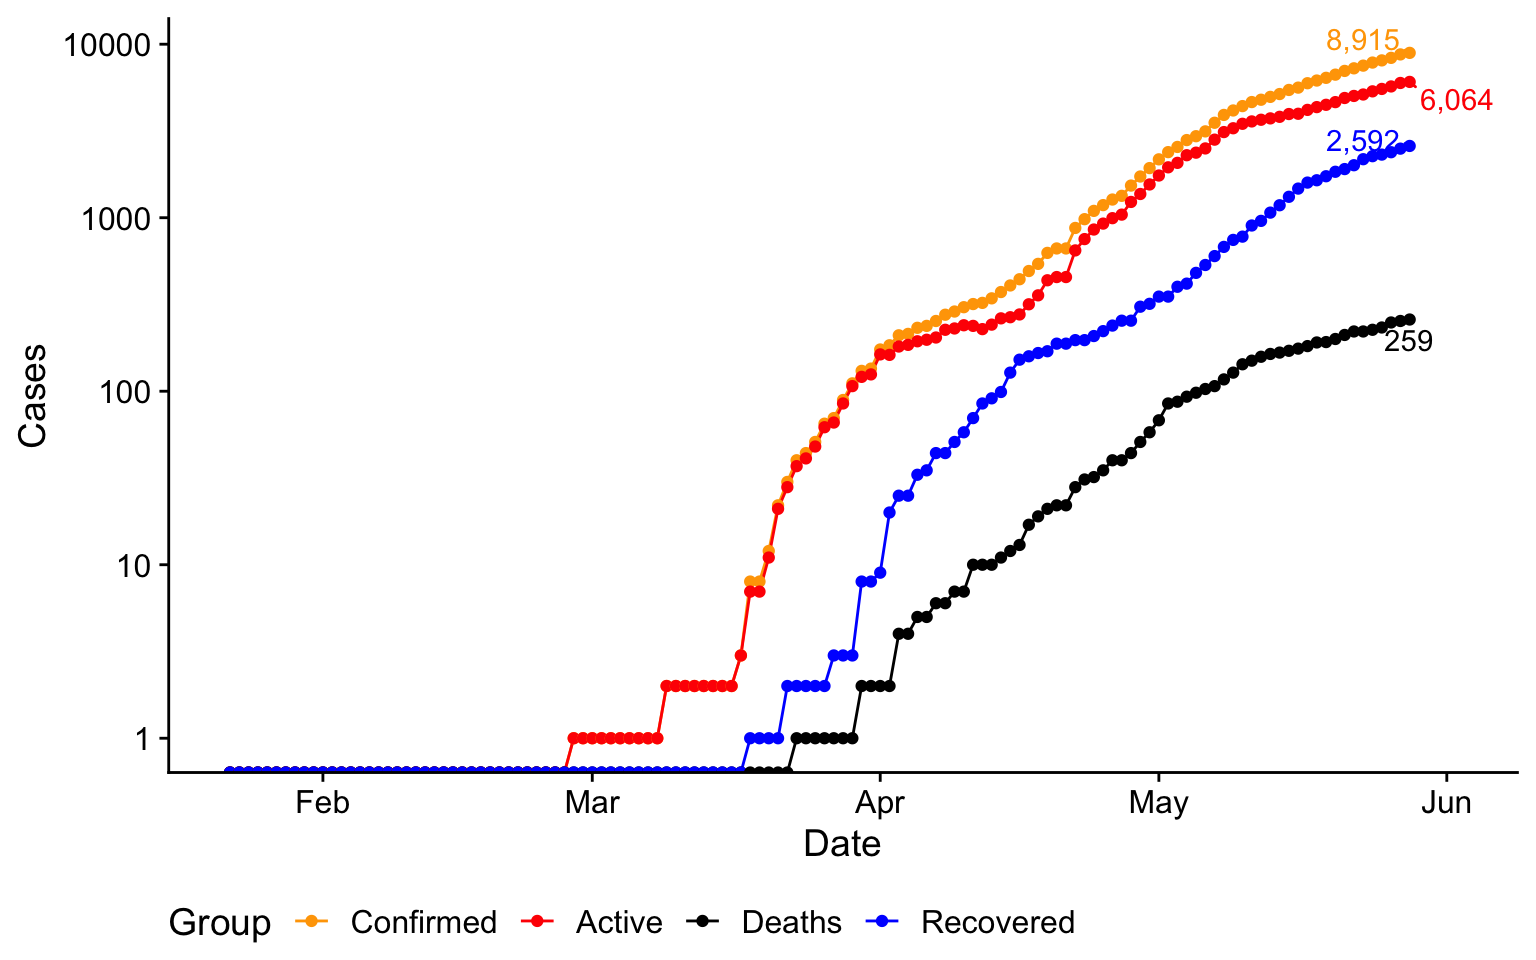 10000
1000
100
10
1
Cases
8,915
6,064
2,592
259
Feb Mar Apr May Jun
Date
Group Confirmed Active Deaths Recovered